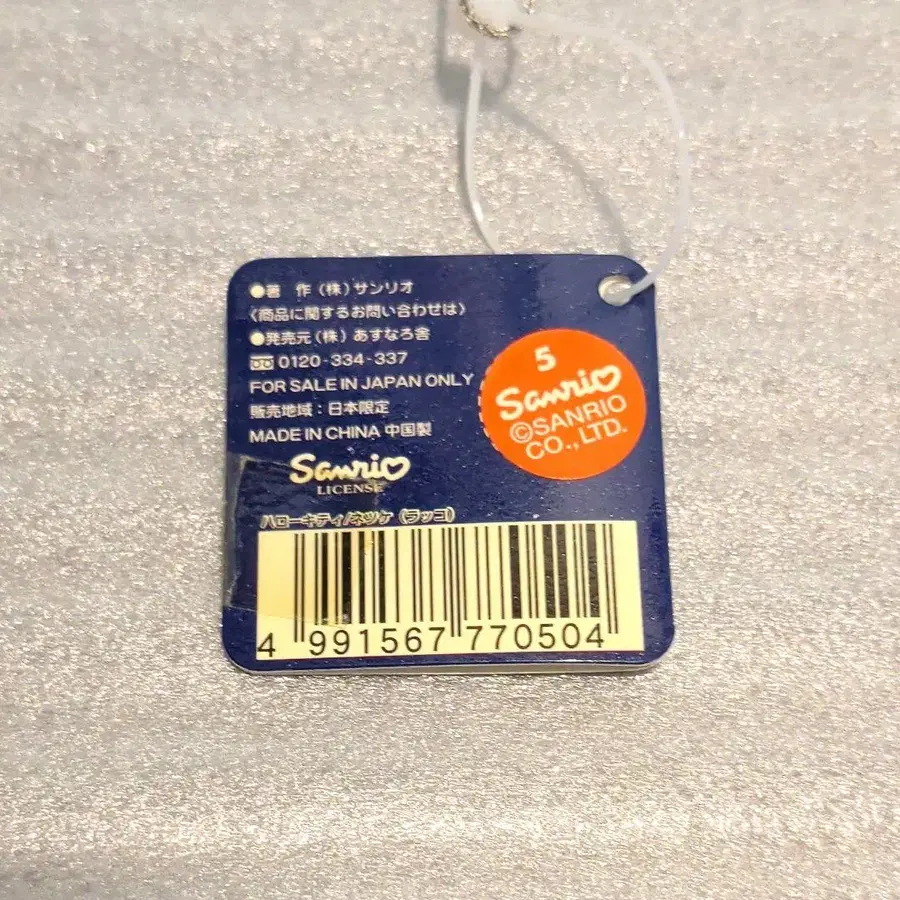 ●著 作(株)サンリオ
〈商品に関するお問い合わせは〉
●発売元(株)あすなろ舎
0120-334-337
FOR SALE IN JAPAN ONLY
販売地域:日本限定
MADE IN CHINA 中国製
Sanrio
LICENSE
5
Sanrio
©SANRIO
CO.,LTD.
ハローキティ/ネツケ(ラッコ)
4 991567 770504